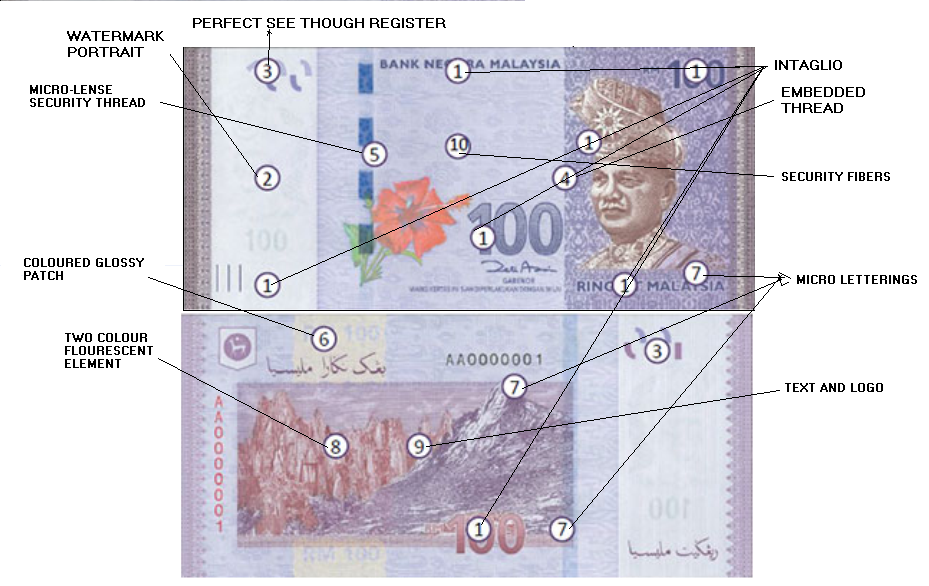 PERFECT SEE THOUGH REGISTER
WATERMARK
PORTRAIT
MICRO-LENSE
SECURITY THREAD
COLOURED GLOSSY
PATCH
TWO COLOUR
FLOURESCENT
ELEMENT
INTAGLIO
EMBEDDED
THREAD
SECURITY FIBERS
MICRO LETTERINGS
TEXT AND LOGO
3
BANK NEGARA MALAYSIA
1
100
1
1
10
5
2
4
100
1
100
GABENOR
1
7
RINGGIT MALAYSIA
1
6
100
بڠک نݢارا مليسيا
AA0000001
3
7
AA0000001
8
9
100
1
7
RM 100
100
رڠݢيت مليسيا